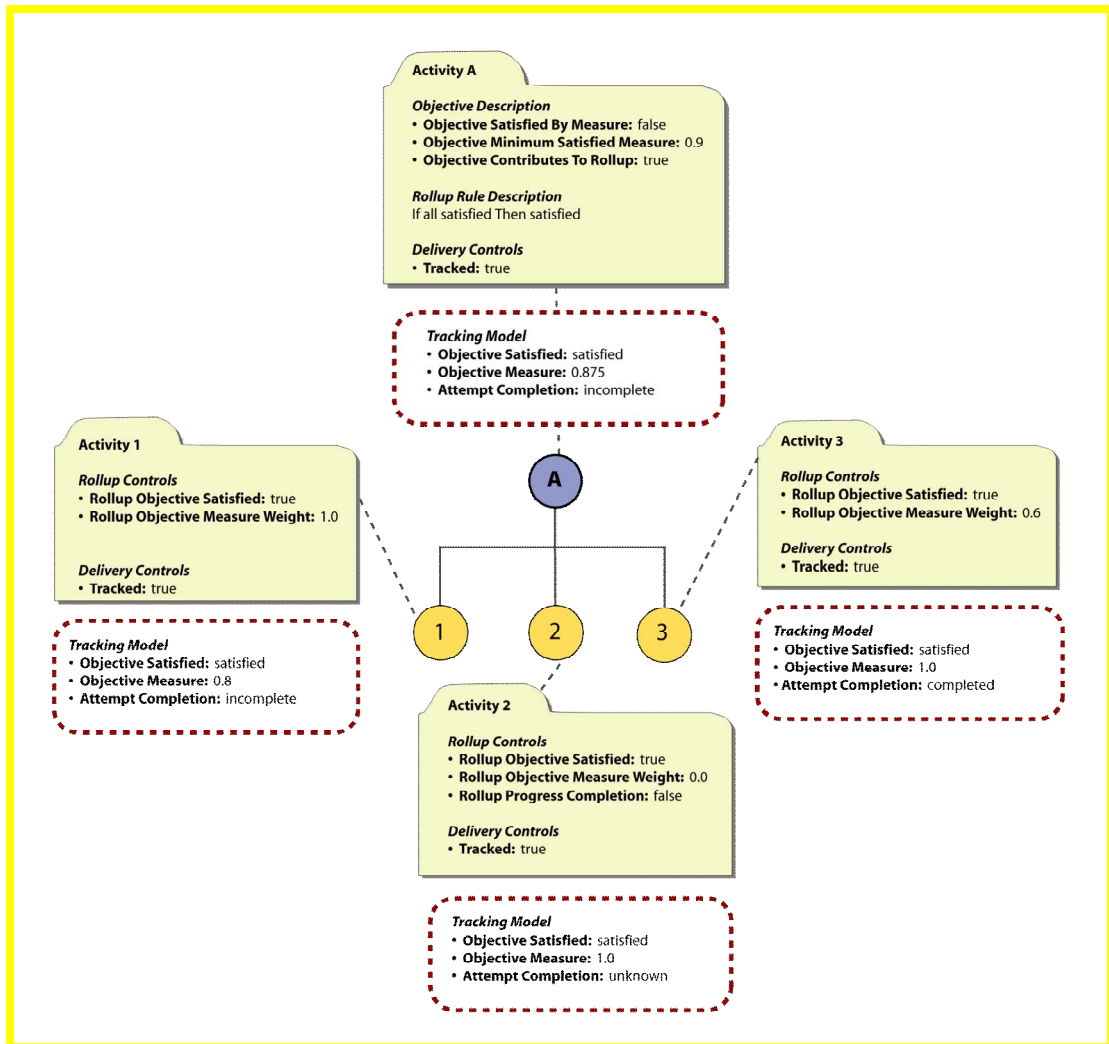 Activity A
Objective Description
• Objective Satisfied By Measure: false
• Objective Minimum Satisfied Measure: 0.9
• Objective Contributes To Rollup: true
Rollup Rule Description
If all satisfied Then satisfied
Delivery Controls
• Tracked: true
Tracking Model
• Objective Satisfied: satisfied
• Objective Measure: 0.875
• Attempt Completion: incomplete
Activity 1
Rollup Controls
• Rollup Objective Satisfied: true
• Rollup Objective Measure Weight: 1.0
Delivery Controls
• Tracked: true
Tracking Model
• Objective Satisfied: satisfied
• Objective Measure: 0.8
• Attempt Completion: incomplete
A
1
2
3
Activity 3
Rollup Controls
• Rollup Objective Satisfied: true
• Rollup Objective Measure Weight: 0.6
Delivery Controls
• Tracked: true
Tracking Model
• Objective Satisfied: satisfied
• Objective Measure: 1.0
• Attempt Completion: completed
Activity 2
Rollup Controls
• Rollup Objective Satisfied: true
• Rollup Objective Measure Weight: 0.0
• Rollup Progress Completion: false
Delivery Controls
• Tracked: true
Tracking Model
• Objective Satisfied: satisfied
• Objective Measure: 1.0
• Attempt Completion: unknown